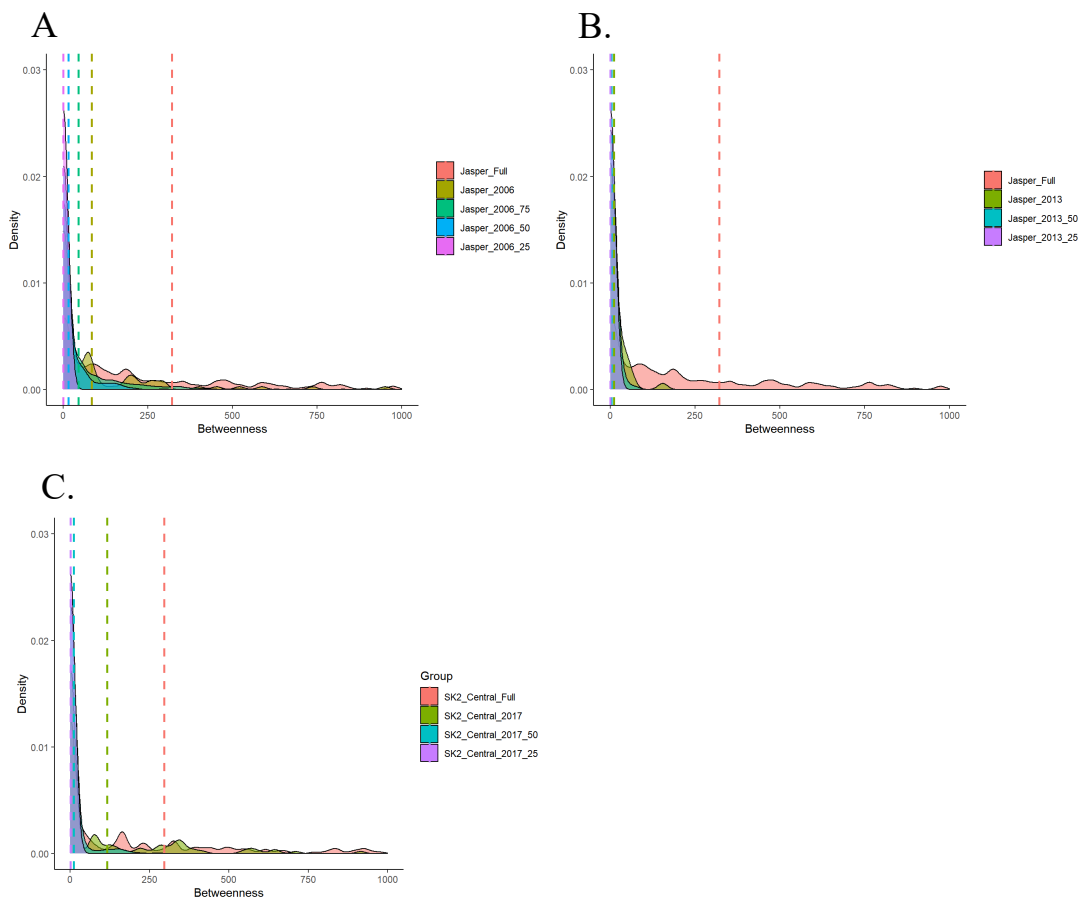 A
0.03
0.02
0.01
0.00
Density
0
250
500
750
1000
Betweenness
Jasper_Full
Jasper_2006
Jasper_2006_75
Jasper_2006_50
Jasper_2006_25
B.
0.03
0.02
0.01
0.00
Density
0
250
500
750
1000
Betweenness
Jasper_Full
Jasper_2013
Jasper_2013_50
Jasper_2013_25
C.
0.03
0.02
0.01
0.00
Density
0
250
500
750
1000
Betweenness
Group
SK2_Central_Full
SK2_Central_2017
SK2_Central_2017_50
SK2_Central_2017_25